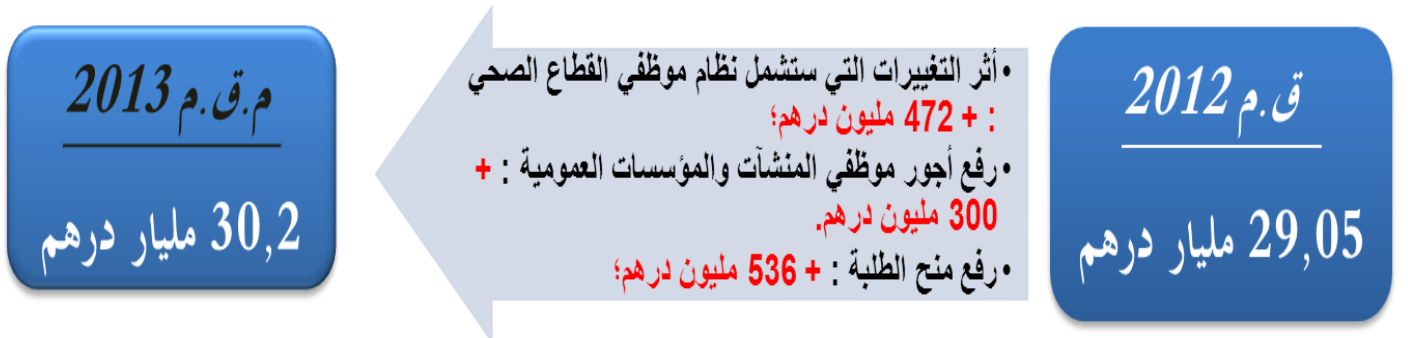 ق.م 2012
29,05 مليار درهم
•أثر التغييرات التي ستشمل نظام موظفي القطاع الصحي
: + 472 مليون درهم؛
•رفع أجور موظفي المنشآت والمؤسسات العمومية : +
300 مليون درهم.
•رفع منح الطلبة : + 536 مليون درهم؛
م.ق.م 2013
30,2 مليار درهم